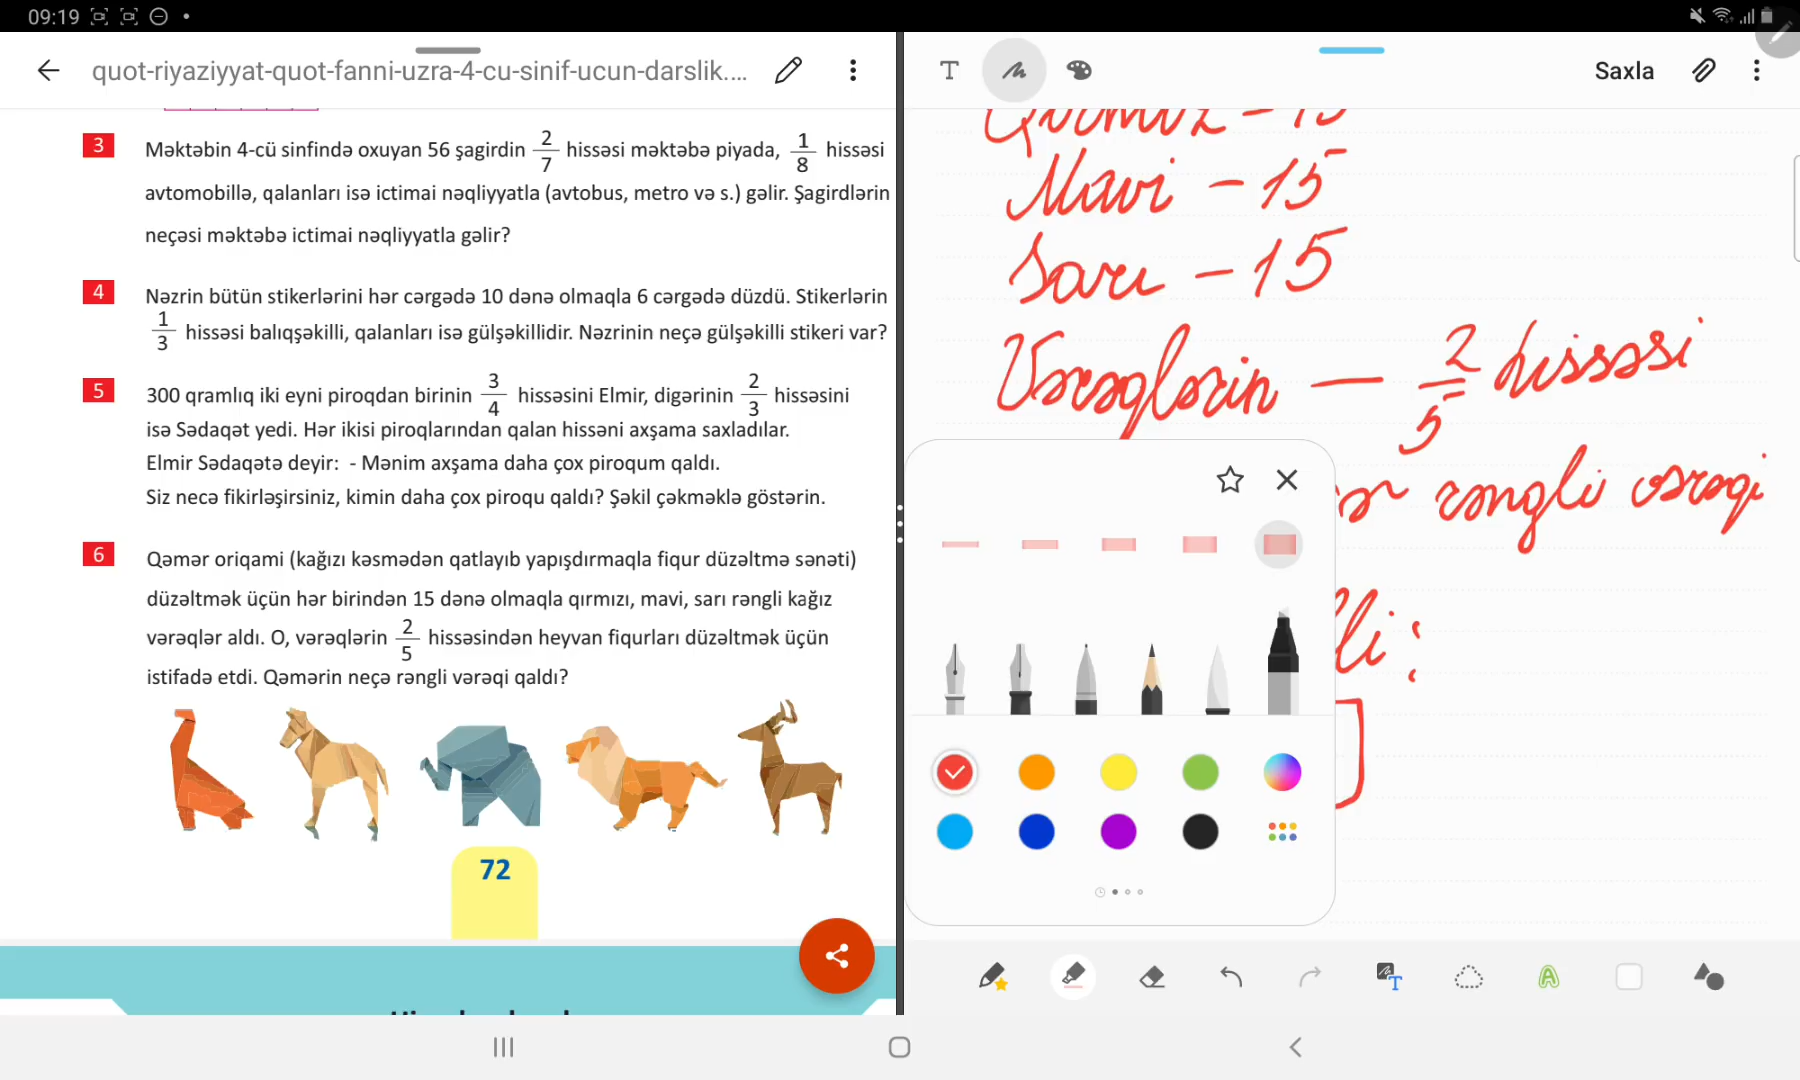 09:19
quot-riyaziyyat-quot-fanni-uzra-4-cu-sinif-ucun-darslik....
3 Məktəbin 4-cü sinfində oxuyan 56 şagirdin 2/7 hissəsi məktəbə piyada, 1/8 hissəsi
avtomobillə, qalanları isə ictimai nəqliyyatla (avtobus, metro və s.) gəlir. Şagirdlərin
neçəsi məktəbə ictimai nəqliyyatla gəlir?
4 Nəzrin bütün stikerlərini hər cərgədə 10 dənə olmaqla 6 cərgədə düzdü. Stikerlərin
1/3 hissəsi balıqşəkilli, qalanları isə gülşəkillidir. Nəzrinin neçə gülşəkilli stikeri var?
5 300 qramlıq iki eyni piroqdan birinin 3/4 hissəsini Elmir, digərinin 2/3 hissəsini
isə Sədaqət yedi. Hər ikisi piroqlarından qalan hissəni axşama saxladılar.
Elmir Sədaqətə deyir: - Mənim axşama daha çox piroqum qaldı.
Siz necə fikirləşirsiniz, kimin daha çox piroqu qaldı? Şəkil çəkməklə göstərin.
6 Qəmər oriqami (kağızı kəsmədən qatlayıb yapışdırmaqla fiqur düzəltmə sənəti)
düzəltmək üçün hər birindən 15 dənə olmaqla qırmızı, mavi, sarı rəngli kağız
vərəqlər aldı. O, vərəqlərin 2/5 hissəsindən heyvan fiqurları düzəltmək üçün
istifadə etdi. Qəmərin neçə rəngli vərəqi qaldı?
72
T
Saxla
Qırmızı - 15
Mavi - 15
Sarı - 15
Vərəqlərin — 2/5 hissəsi
rəngli vərəqi